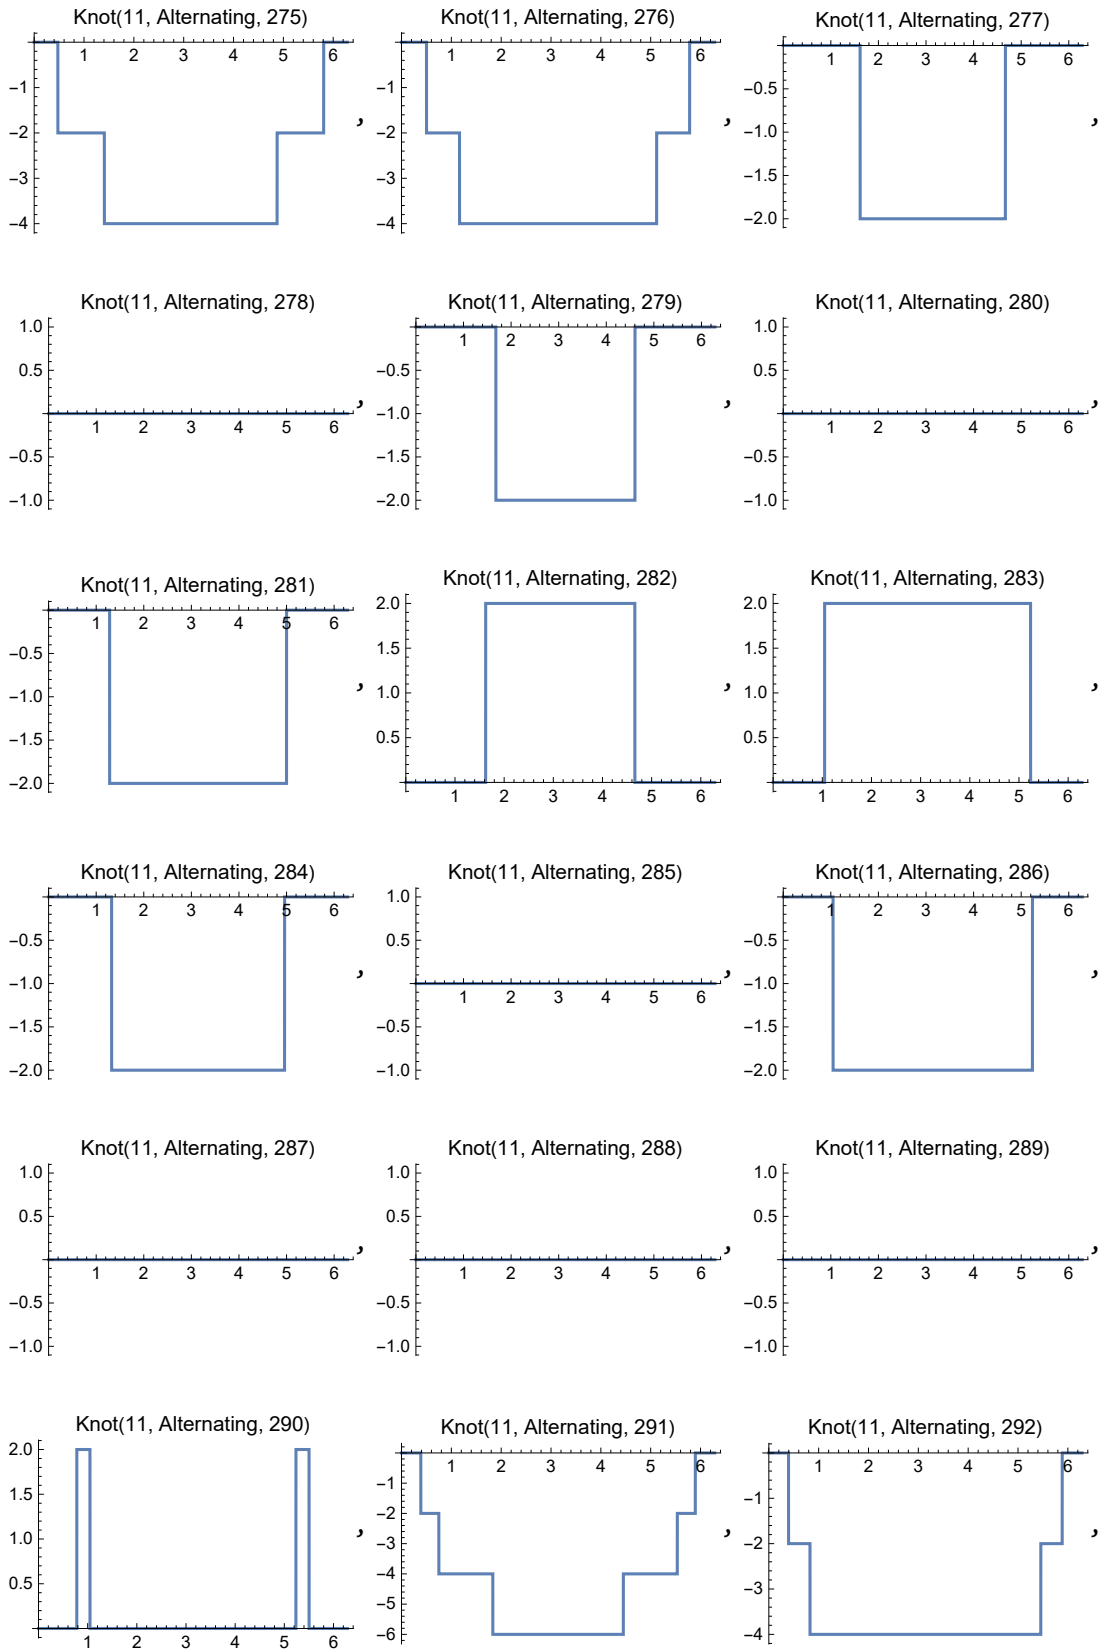 Knot(11, Alternating, 275) Knot(11, Alternating, 276) Knot(11, Alternating, 277)
1 2 3 4 5 6 1 2 3 4 5 6 1 2 3 4 5 6
−1 −1 −0.5
−2 , −2 , −1.0 ,
−3 −3 −1.5
−4 −4 −2.0
Knot(11, Alternating, 278) Knot(11, Alternating, 279) Knot(11, Alternating, 280)
1.0 1 2 3 4 5 6 1.0
0.5 −0.5 0.5
, −1.0 , ,
1 2 3 4 5 6 1 2 3 4 5 6
−0.5 −1.5 −0.5
−1.0 −2.0 −1.0
Knot(11, Alternating, 281) Knot(11, Alternating, 282) Knot(11, Alternating, 283)
1 2 3 4 5 6 2.0 2.0
−0.5 1.5 1.5
−1.0 , 1.0 , 1.0 ,
−1.5 0.5 0.5
−2.0 1 2 3 4 5 6 1 2 3 4 5 6
Knot(11, Alternating, 284) Knot(11, Alternating, 285) Knot(11, Alternating, 286)
1 2 3 4 5 6 1.0 1 2 3 4 5 6
−0.5 0.5 −0.5
−1.0 , , −1.0 ,
1 2 3 4 5 6
−1.5 −0.5 −1.5
−2.0 −1.0 −2.0
Knot(11, Alternating, 287) Knot(11, Alternating, 288) Knot(11, Alternating, 289)
1.0 1.0 1.0
0.5 0.5 0.5
, , ,
1 2 3 4 5 6 1 2 3 4 5 6 1 2 3 4 5 6
−0.5 −0.5 −0.5
−1.0 −1.0 −1.0
Knot(11, Alternating, 290) Knot(11, Alternating, 291) Knot(11, Alternating, 292)
2.0 1 2 3 4 5 6 1 2 3 4 5 6
1.5 −1 −1
−2 −2
1.0 , −3 , ,
−4 −3
0.5 −5
1 2 3 4 5 6 −6 −4